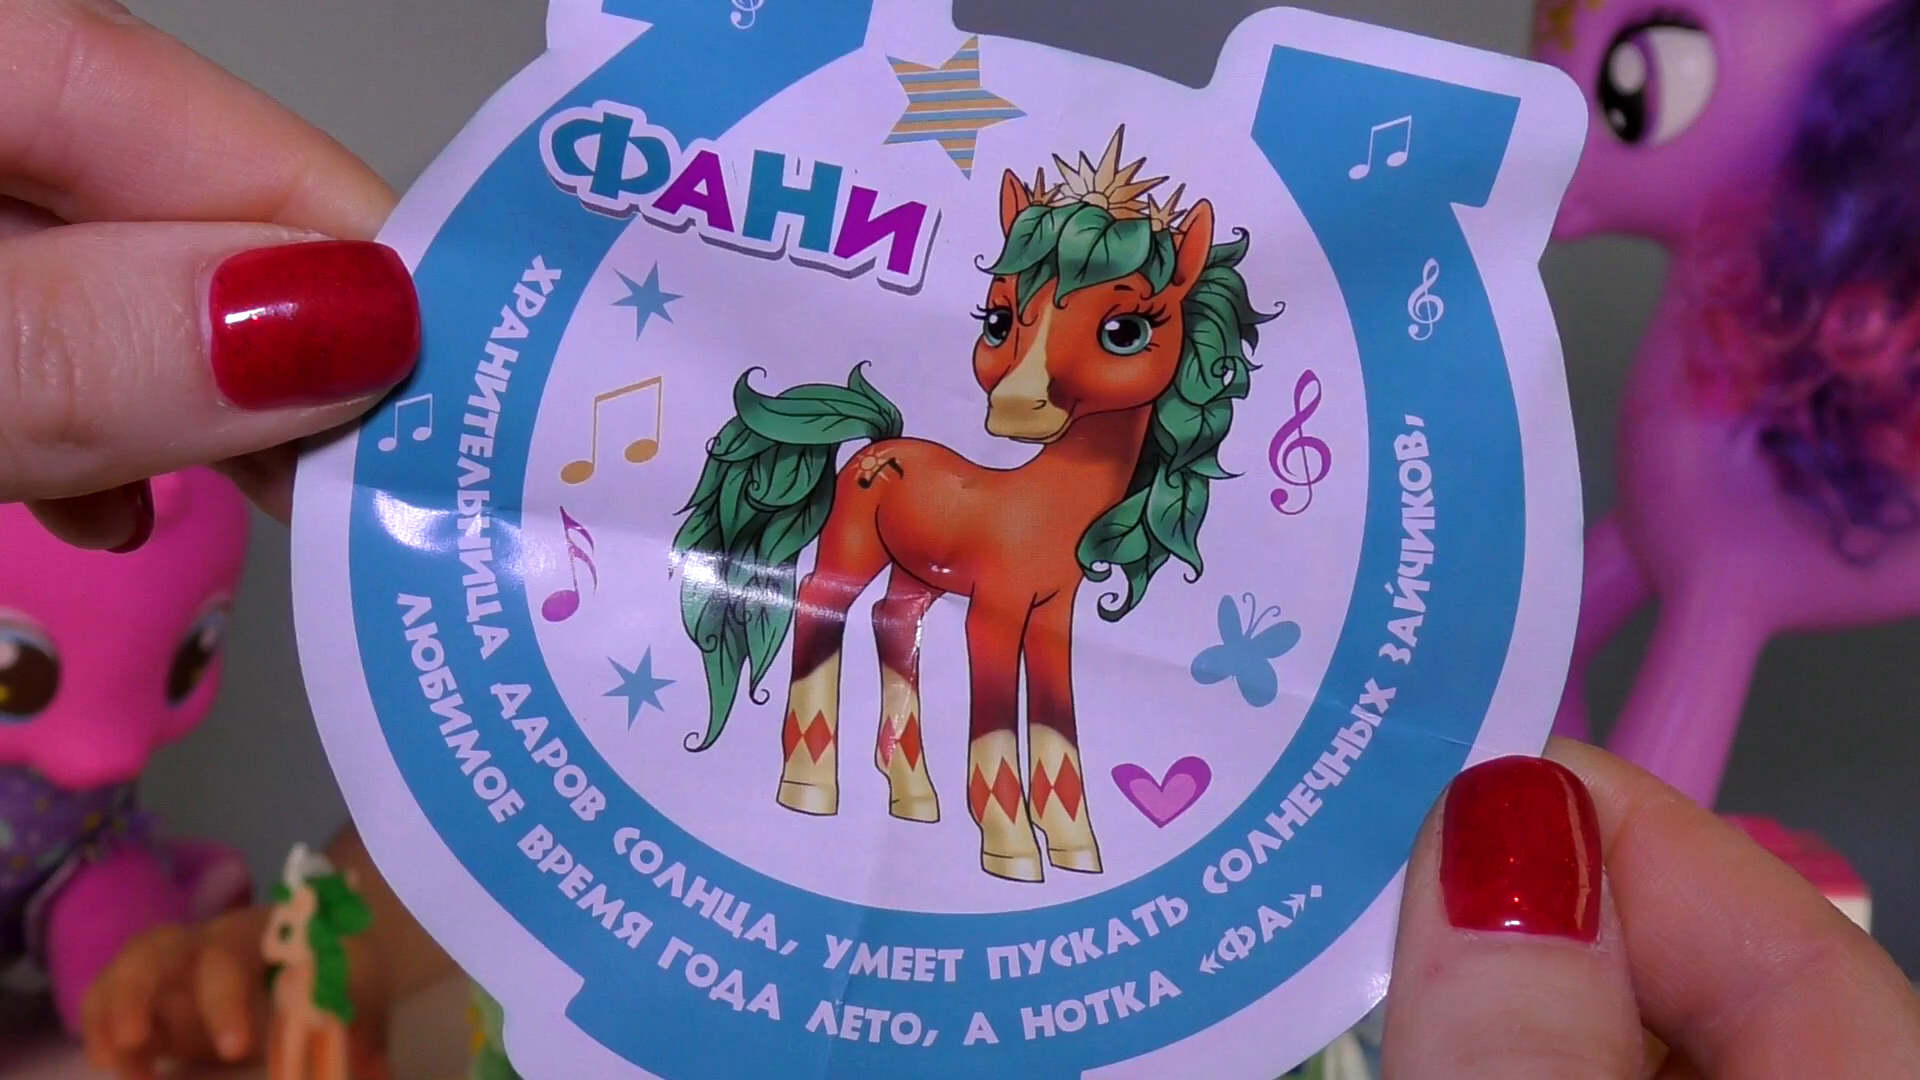 ФАНИ
ХРАНИТЕЛЬНИЦА ДАРОВ СОЛНЦА, УМЕЕТ ПУСКАТЬ СОЛНЕЧНЫХ ЗАЙЧИКОВ,
ЛЮБИМОЕ ВРЕМЯ ГОДА ЛЕТО, А НОТКА «ФА».